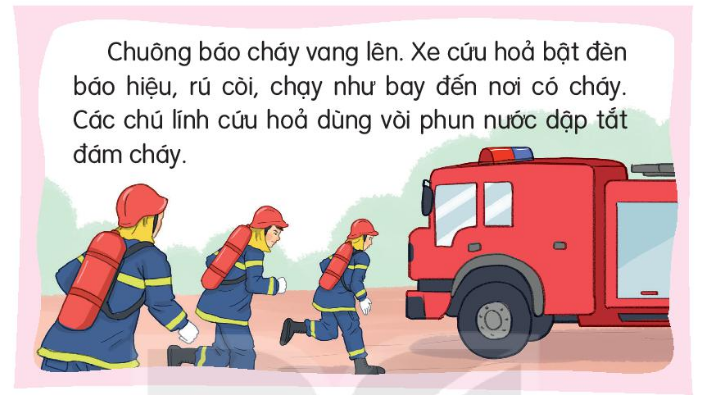 Chuông báo cháy vang lên. Xe cứu hoả bật đèn
báo hiệu, rú còi, chạy như bay đến nơi có cháy.
Các chú lính cứu hoả dùng vòi phun nước dập tắt
đám cháy.